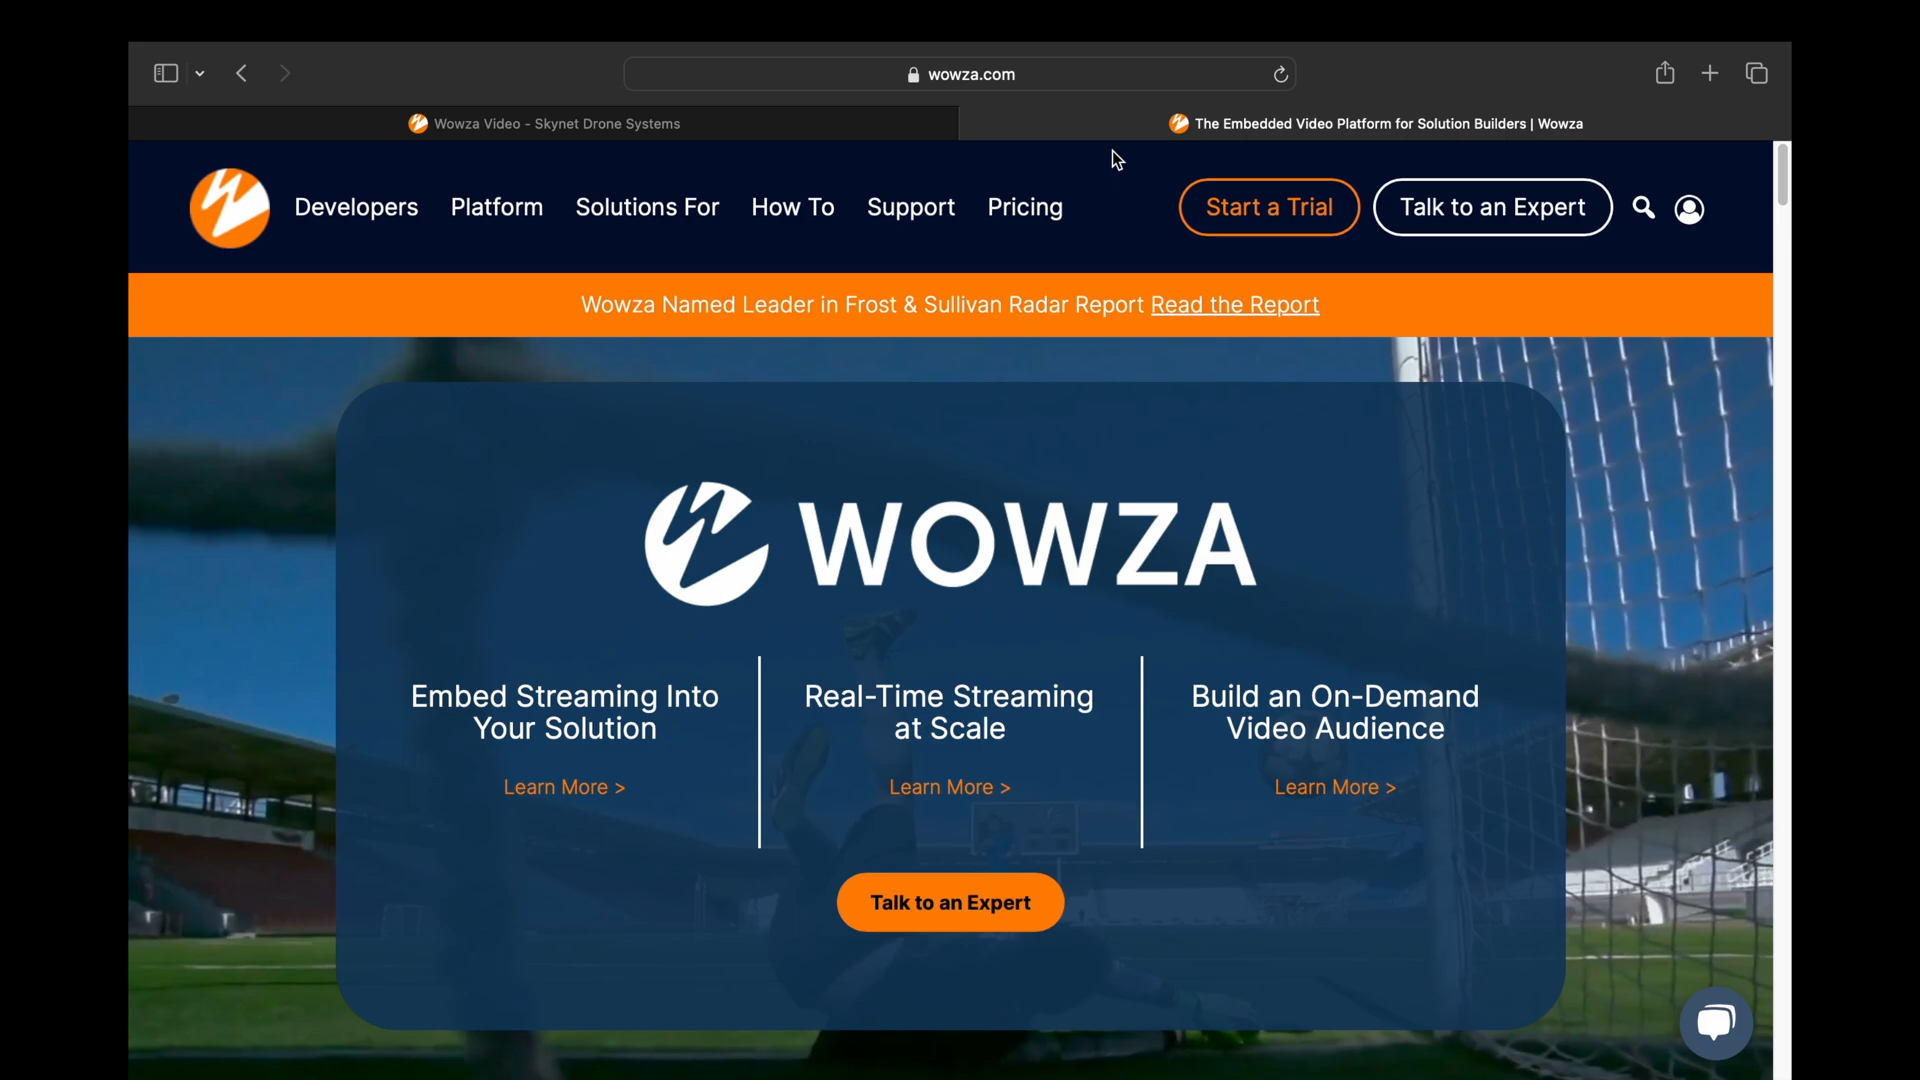 wowza.com
Wowza Video - Skynet Drone Systems
The Embedded Video Platform for Solution Builders | Wowza
Developers
Platform
Solutions For
How To
Support
Pricing
Start a Trial
Talk to an Expert
Wowza Named Leader in Frost & Sullivan Radar Report Read the Report
WOWZA
Embed Streaming Into
Your Solution
Learn More >
Real-Time Streaming
at Scale
Learn More >
Build an On-Demand
Video Audience
Learn More >
Talk to an Expert